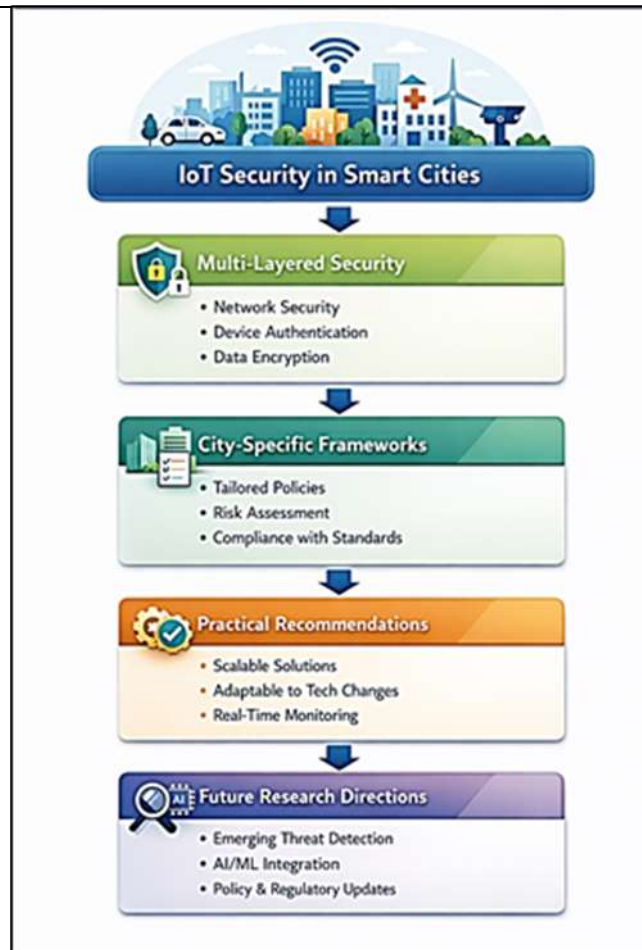 IoT Security in Smart Cities
Multi-Layered Security
• Network Security
• Device Authentication
• Data Encryption
City-Specific Frameworks
• Tailored Policies
• Risk Assessment
• Compliance with Standards
Practical Recommendations
• Scalable Solutions
• Adaptable to Tech Changes
• Real-Time Monitoring
AI
Future Research Directions
• Emerging Threat Detection
• AI/ML Integration
• Policy & Regulatory Updates